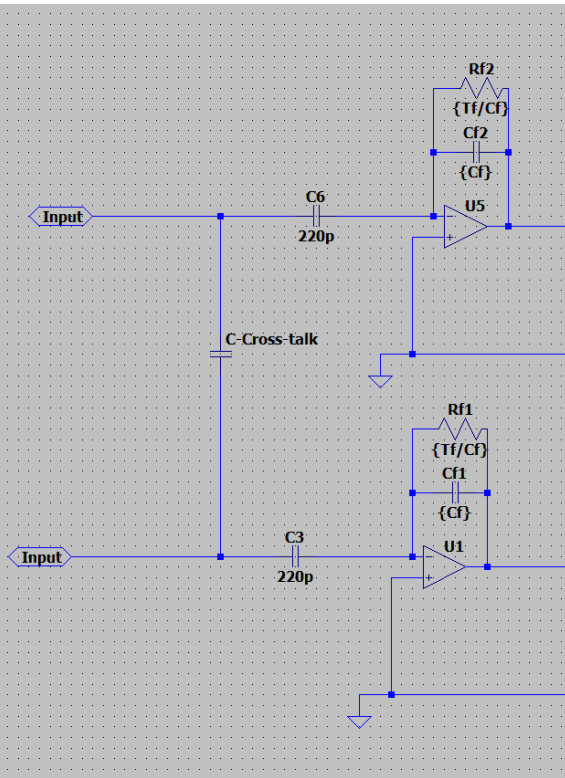 Rf2
{Tf/Cf}
Cf2
{Cf}
C6
U5
Input
220p
C-Cross-talk
Rf1
{Tf/Cf}
Cf1
{Cf}
C3
U1
Input
220p